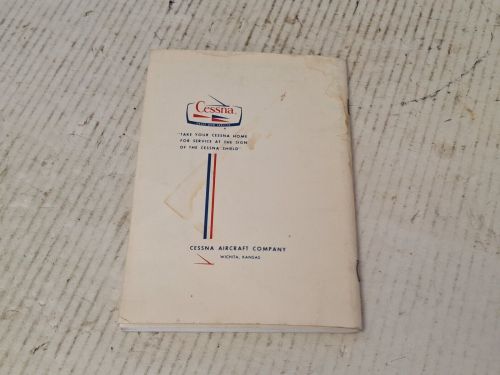 Cessna
"TAKE YOUR CESSNA HOME
FOR SERVICE AT THE SIGN
OF THE CESSNA SHIELD"
CESSNA AIRCRAFT COMPANY
WICHITA, KANSAS